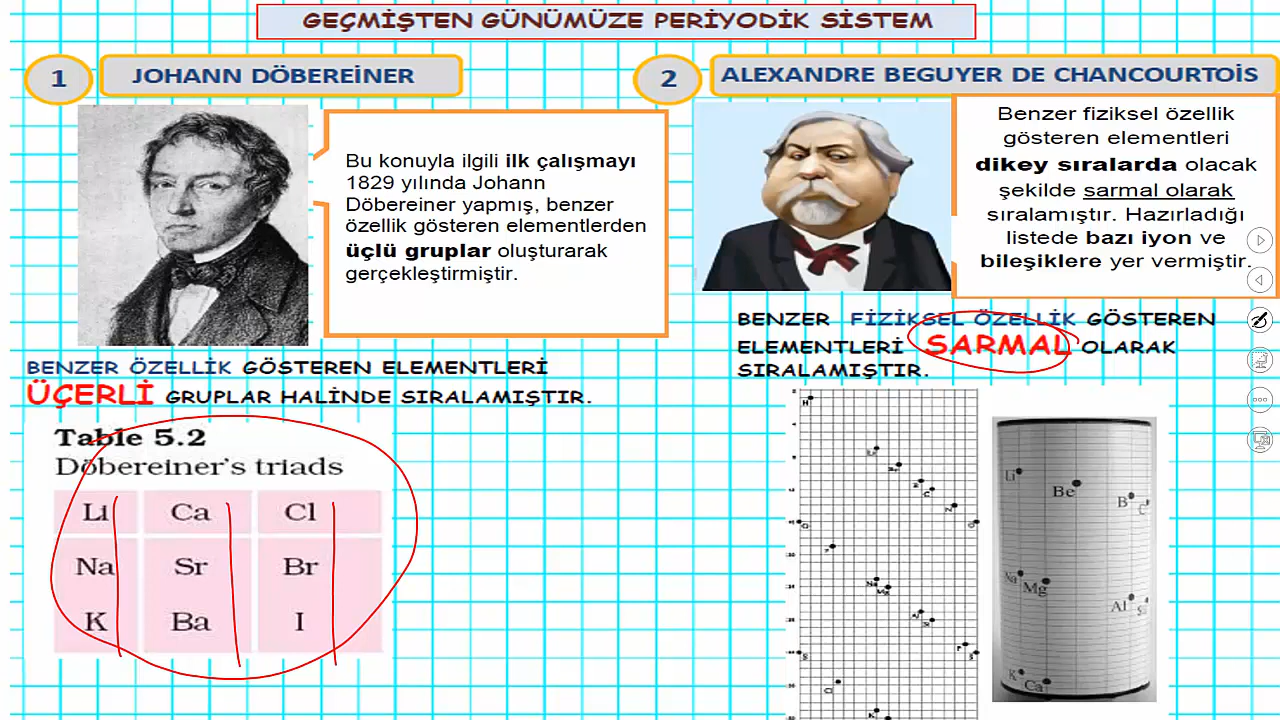 GEÇMİŞTEN GÜNÜMÜZE PERİYODİK SİSTEM
1
JOHANN DÖBEREİNER
Bu konuyla ilgili ilk çalışmayı
1829 yılında Johann
Döbereiner yapmış, benzer
özellik gösteren elementlerden
üçlü gruplar oluşturarak
gerçekleştirmiştir.
BENZER ÖZELLİK GÖSTEREN ELEMENTLERİ
ÜÇERLİ GRUPLAR HALİNDE SIRALAMIŞTIR.
Table 5.2
Döbereiner's triads
Li Ca Cl
Na Sr Br
K Ba I
2
ALEXANDRE BEGUYER DE CHANCOURTOİS
Benzer fiziksel özellik
gösteren elementleri
dikey sıralarda olacak
şekilde sarmal olarak
sıralamıştır. Hazırladığı
listede bazı iyon ve
bileşiklere yer vermiştir.
BENZER FİZİKSEL ÖZELLİK GÖSTEREN
ELEMENTLERİ SARMAL OLARAK
SIRALAMIŞTIR.
H
Li
Be
B
C
Na
Mg
Al
K
Ca